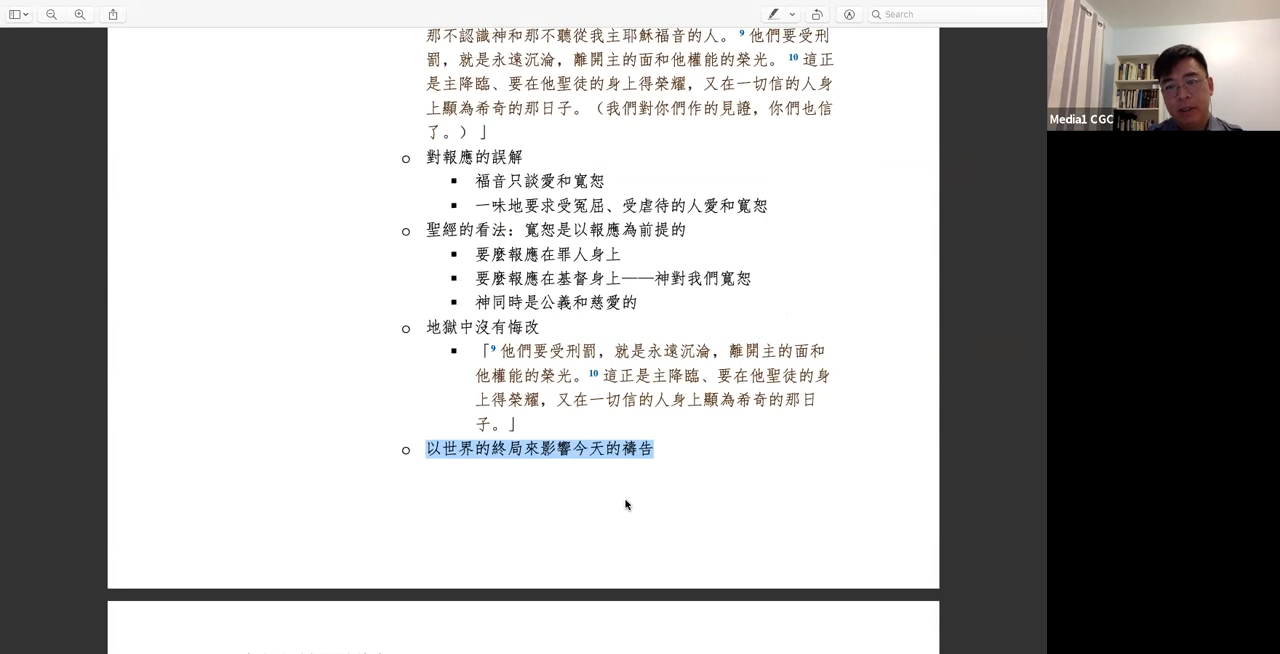 Search
那不認識神和那不聽從我主耶穌福音的人。 9 他們要受刑
罰，就是永遠沉淪，離開主的面和他權能的榮光。 10 這正
是主降臨、要在他聖徒的身上得榮耀，又在一切信的人身
上顯為希奇的那日子。（我們對你們作的見證，你們也信
了。）」
○ 對報應的誤解
▪ 福音只談愛和寬恕
▪ 一味地要求受冤屈、受虐待的人愛和寬恕
○ 聖經的看法：寬恕是以報應為前提的
▪ 要麼報應在罪人身上
▪ 要麼報應在基督身上——神對我們寬恕
▪ 神同時是公義和慈愛的
○ 地獄中沒有悔改
▪ 「9 他們要受刑罰，就是永遠沉淪，離開主的面和
他權能的榮光。10 這正是主降臨、要在他聖徒的身
上得榮耀，又在一切信的人身上顯為希奇的那日
子。」
○ 以世界的終局來影響今天的禱告
Media1 CGC